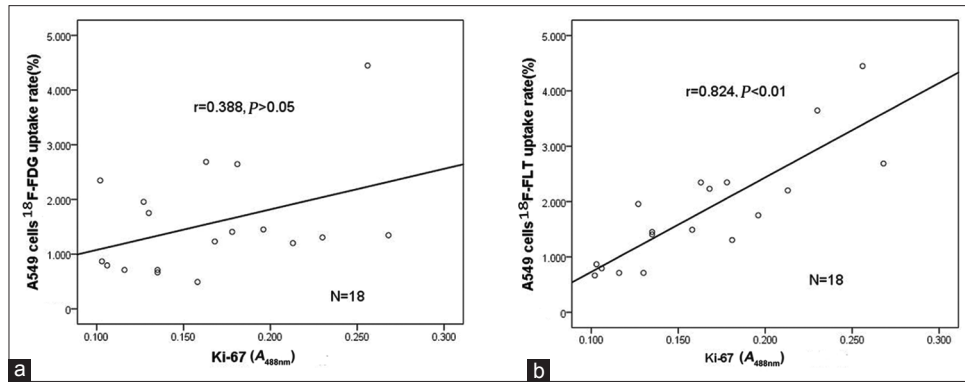 5.000
4.000
3.000
2.000
1.000
0
A549 cells 18F-FDG uptake rate(%)
r=0.388, P>0.05
N=18
0.100 0.150 0.200 0.250 0.300
Ki-67 (A488nm)
a
5.000
4.000
3.000
2.000
1.000
0
A549 cells 18F-FLT uptake rate(%)
r=0.824, P<0.01
N=18
0.100 0.150 0.200 0.250 0.300
Ki-67 (A488nm)
b